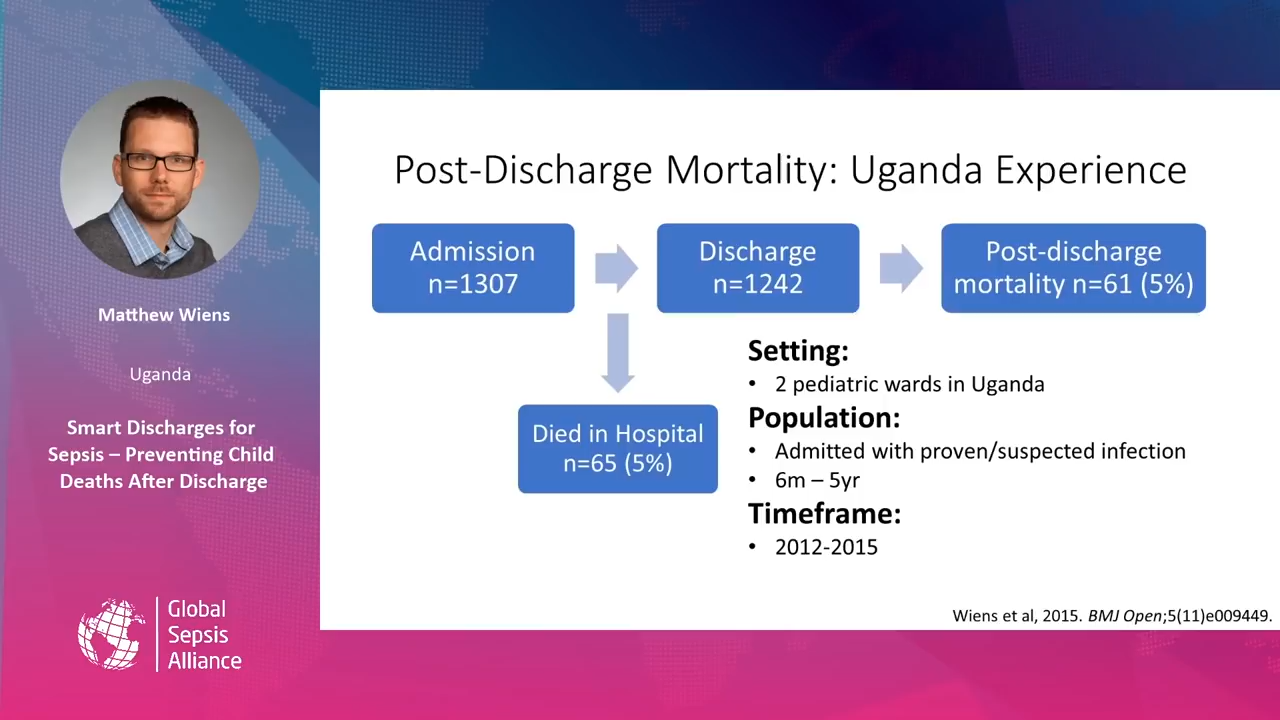 Matthew Wiens
Uganda
Smart Discharges for
Sepsis – Preventing Child
Deaths After Discharge
Global
Sepsis
Alliance
Post-Discharge Mortality: Uganda Experience
Admission
n=1307
Discharge
n=1242
Post-discharge
mortality n=61 (5%)
Died in Hospital
n=65 (5%)
Setting:
• 2 pediatric wards in Uganda
Population:
• Admitted with proven/suspected infection
• 6m – 5yr
Timeframe:
• 2012-2015
Wiens et al, 2015. BMJ Open;5(11)e009449.